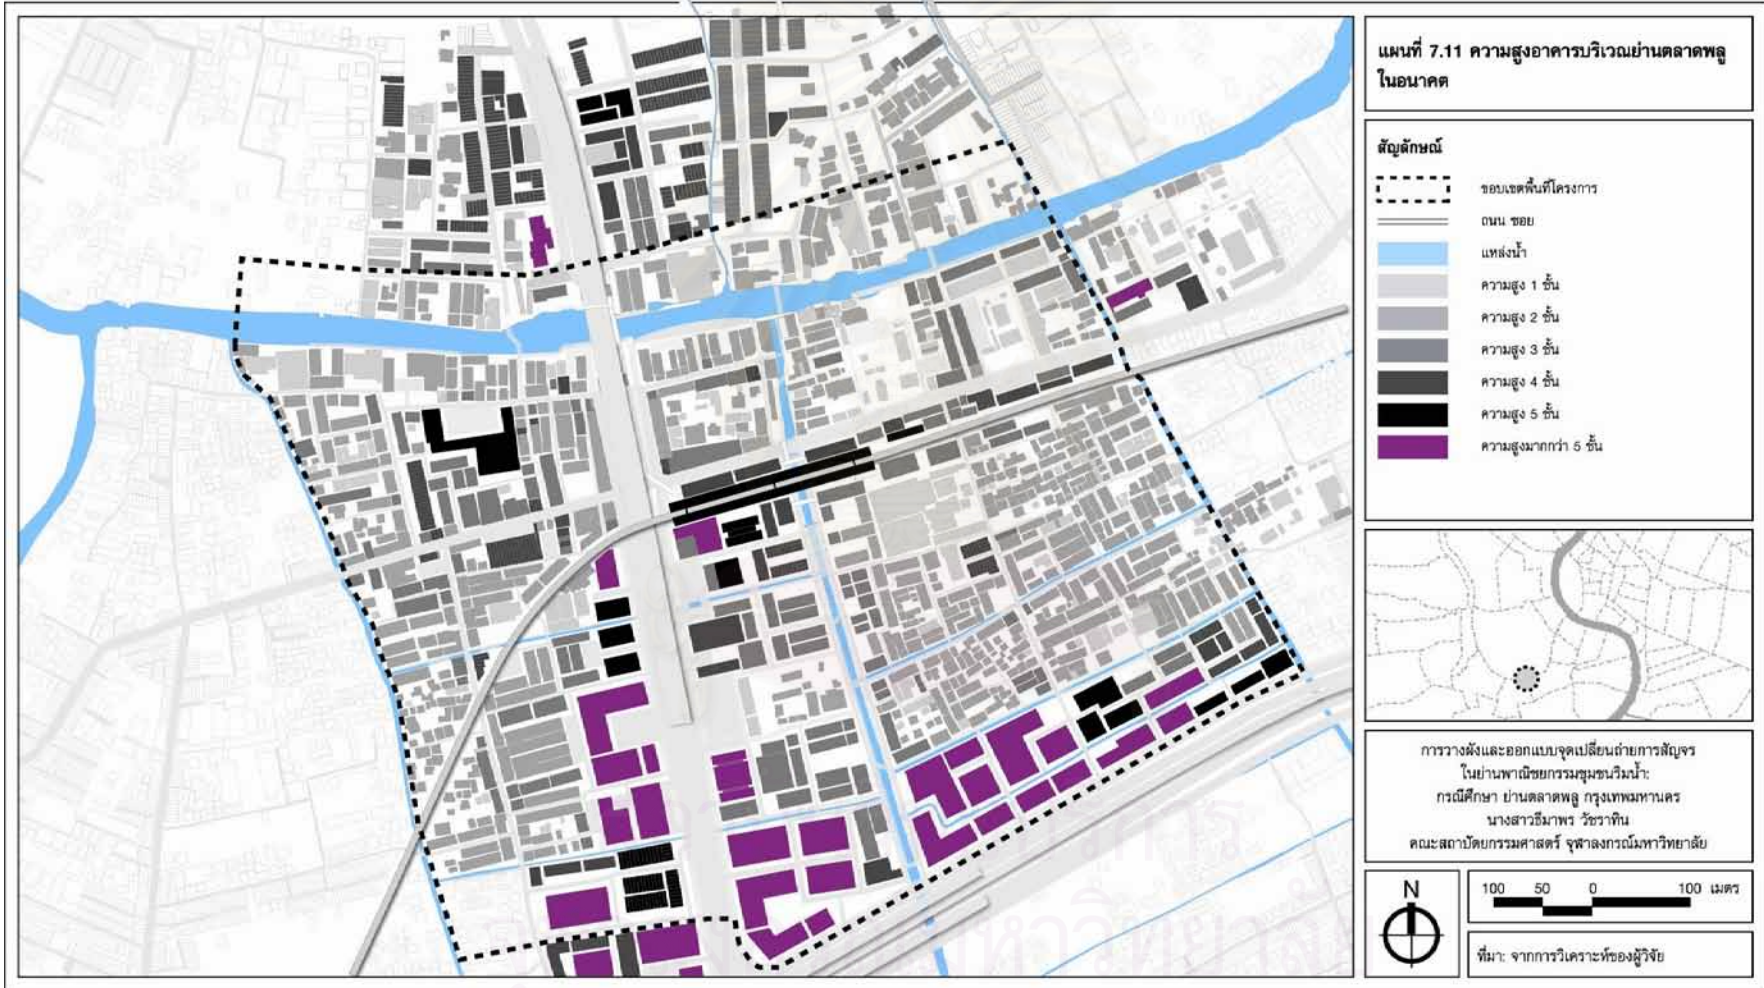 แผนที่ 7.11 ความสูงอาคารบริเวณย่านตลาดพลู
ในอนาคต
สัญลักษณ์
ขอบเขตพื้นที่โครงการ
ถนน ซอย
แหล่งน้ำ
ความสูง 1 ชั้น
ความสูง 2 ชั้น
ความสูง 3 ชั้น
ความสูง 4 ชั้น
ความสูง 5 ชั้น
ความสูงมากกว่า 5 ชั้น
การวางผังและออกแบบจุดเปลี่ยนถ่ายการสัญจร
ในย่านพาณิชยกรรมชุมชนริมน้ำ:
กรณีศึกษา ย่านตลาดพลู กรุงเทพมหานคร
นางสาวธีมาพร วัชราทิน
คณะสถาปัตยกรรมศาสตร์ จุฬาลงกรณ์มหาวิทยาลัย
N
100 50 0 100 เมตร
ที่มา: จากการวิเคราะห์ของผู้วิจัย